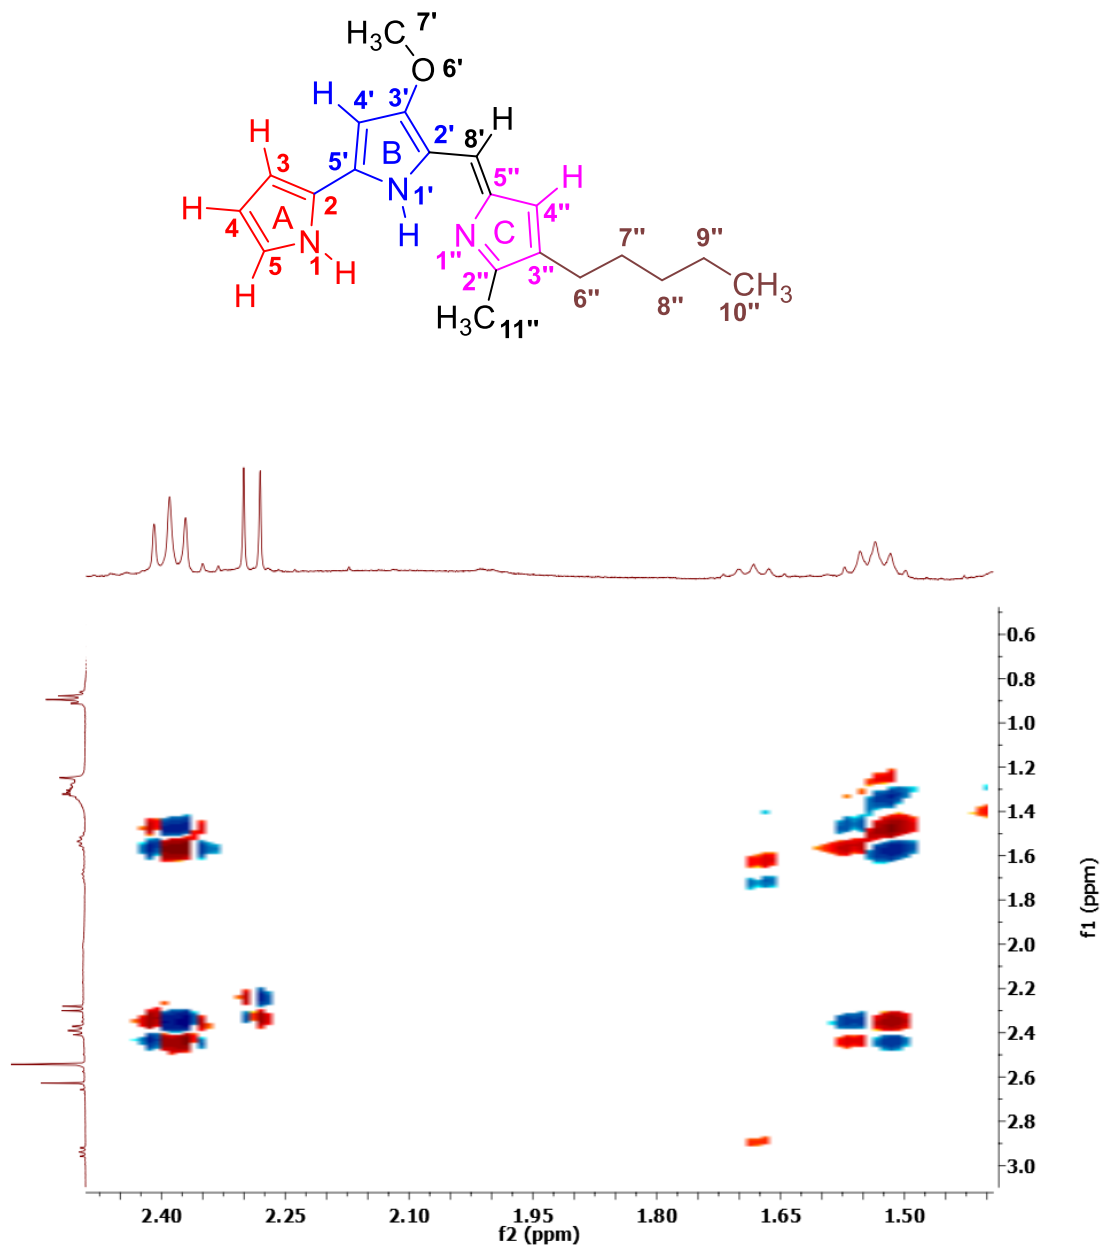 H₃C 7'
O 6'
H 4' 3' H
H 2' 8'
5' B 5" H
3 N 1' 4"
H 4 A 2 H N C 7" 9"
5 N 1 H 1" 2" 3" CH₃
H 6" 8" 10"
H₃C 11"
0.6
0.8
1.0
1.2
1.4
1.6
1.8
2.0
2.2
2.4
2.6
2.8
3.0
f1 (ppm)
2.40 2.25 2.10 1.95 1.80 1.65 1.50
f2 (ppm)